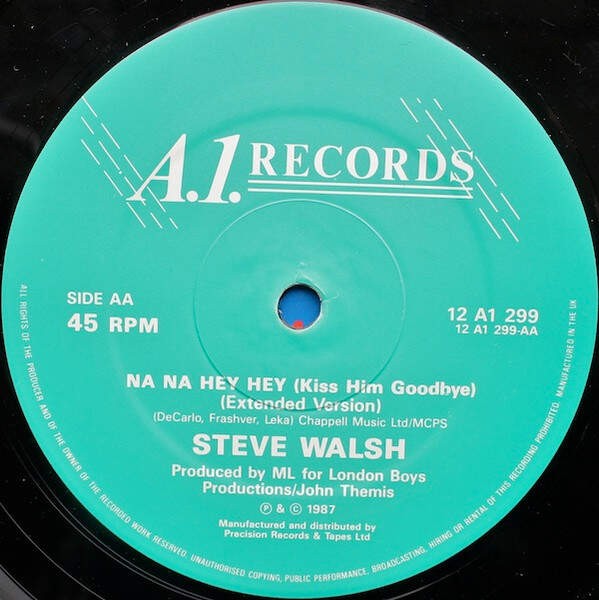 A.1. RECORDS
SIDE AA
45 RPM
12 A1 299
12 A1 299-AA
NA NA HEY HEY (Kiss Him Goodbye)
(Extended Version)
(DeCarlo, Frashver, Leka) Chappell Music Ltd/MCPS
STEVE WALSH
Produced by ML for London Boys
Productions/John Themis
℗ & © 1987
Manufactured and distributed by
Precision Records & Tapes Ltd
ALL RIGHTS OF THE PRODUCER AND OF THE OWNER OF THE RECORDED WORK RESERVED. UNAUTHORISED COPYING, PUBLIC PERFORMANCE, BROADCASTING, HIRING OR RENTAL OF THIS RECORDING PROHIBITED. MANUFACTURED IN THE UK